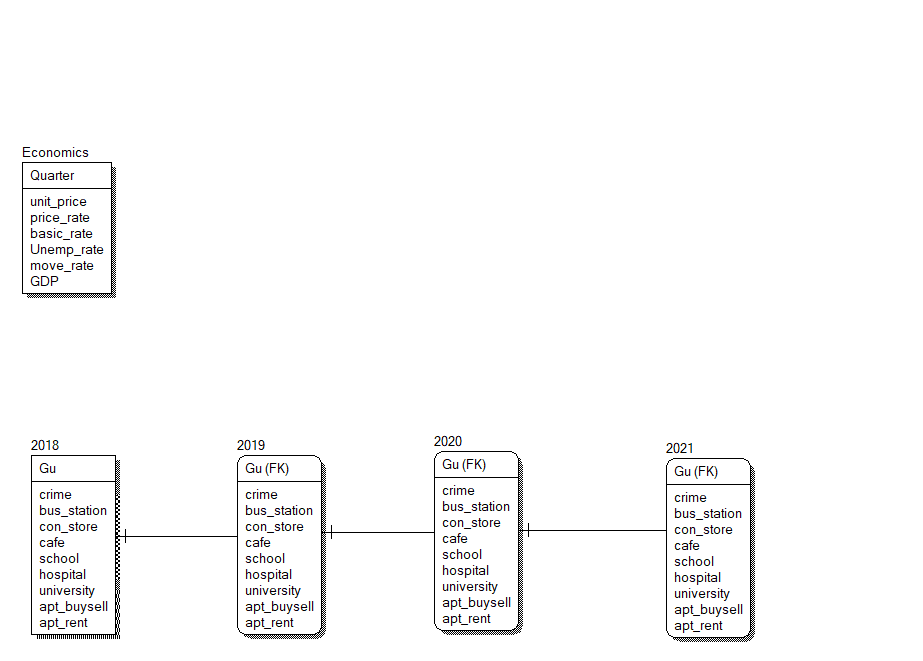 Economics
Quarter
unit_price
price_rate
basic_rate
Unemp_rate
move_rate
GDP
2018
Gu
crime
bus_station
con_store
cafe
school
hospital
university
apt_buysell
apt_rent
2019
Gu (FK)
crime
bus_station
con_store
cafe
school
hospital
university
apt_buysell
apt_rent
2020
Gu (FK)
crime
bus_station
con_store
cafe
school
hospital
university
apt_buysell
apt_rent
2021
Gu (FK)
crime
bus_station
con_store
cafe
school
hospital
university
apt_buysell
apt_rent